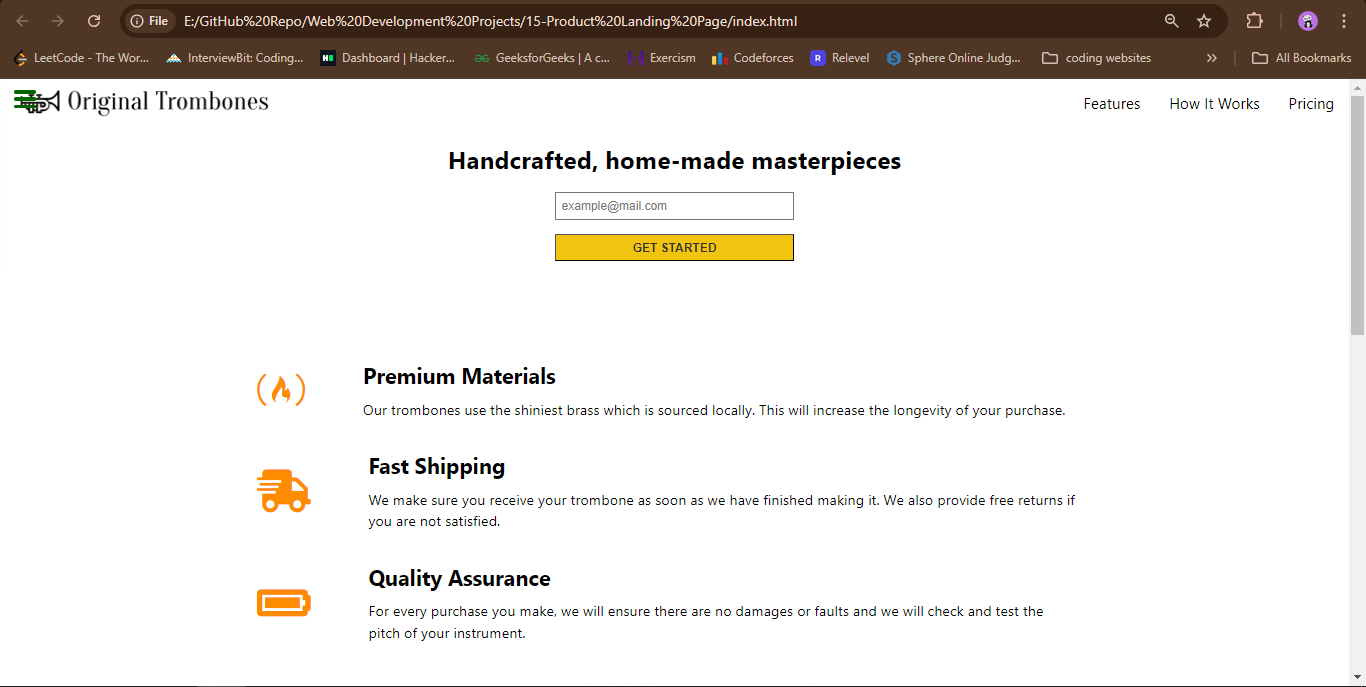 File E:/GitHub%20Repo/Web%20Development%20Projects/15-Product%20Landing%20Page/index.html
LeetCode - The Wor... InterviewBit: Coding... Dashboard | Hacker... GeeksforGeeks | A c... Exercism Codeforces Relevel Sphere Online Judg... coding websites » All Bookmarks
Original Trombones Features How It Works Pricing
Handcrafted, home-made masterpieces
example@mail.com
GET STARTED
Premium Materials
Our trombones use the shiniest brass which is sourced locally. This will increase the longevity of your purchase.
Fast Shipping
We make sure you receive your trombone as soon as we have finished making it. We also provide free returns if
you are not satisfied.
Quality Assurance
For every purchase you make, we will ensure there are no damages or faults and we will check and test the
pitch of your instrument.